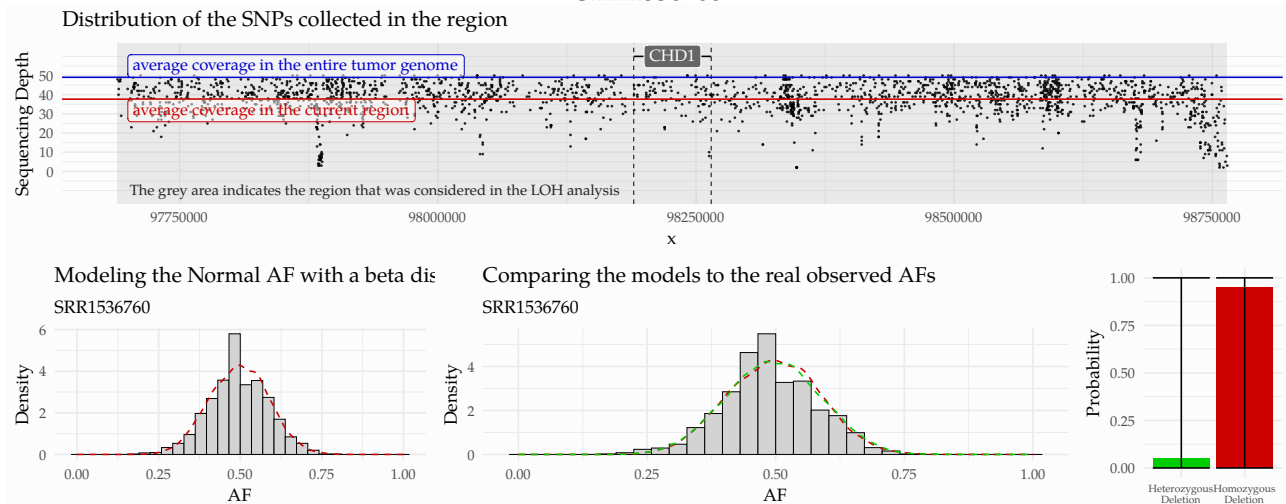 Distribution of the SNPs collected in the region
Sequencing Depth
50
40
30
20
10
0
average coverage in the entire tumor genome
CHD1
average coverage in the current region
The grey area indicates the region that was considered in the LOH analysis
97750000 98000000 98250000 98500000 98750000
x
Modeling the Normal AF with a beta dis
SRR1536760
Density
6
4
2
0
0.00 0.25 0.50 0.75 1.00
AF
Comparing the models to the real observed AFs
SRR1536760
Density
4
2
0
0.00 0.25 0.50 0.75 1.00
AF
Probability
1.00
0.75
0.50
0.25
0.00
Heterozygous Homozygous
Deletion Deletion